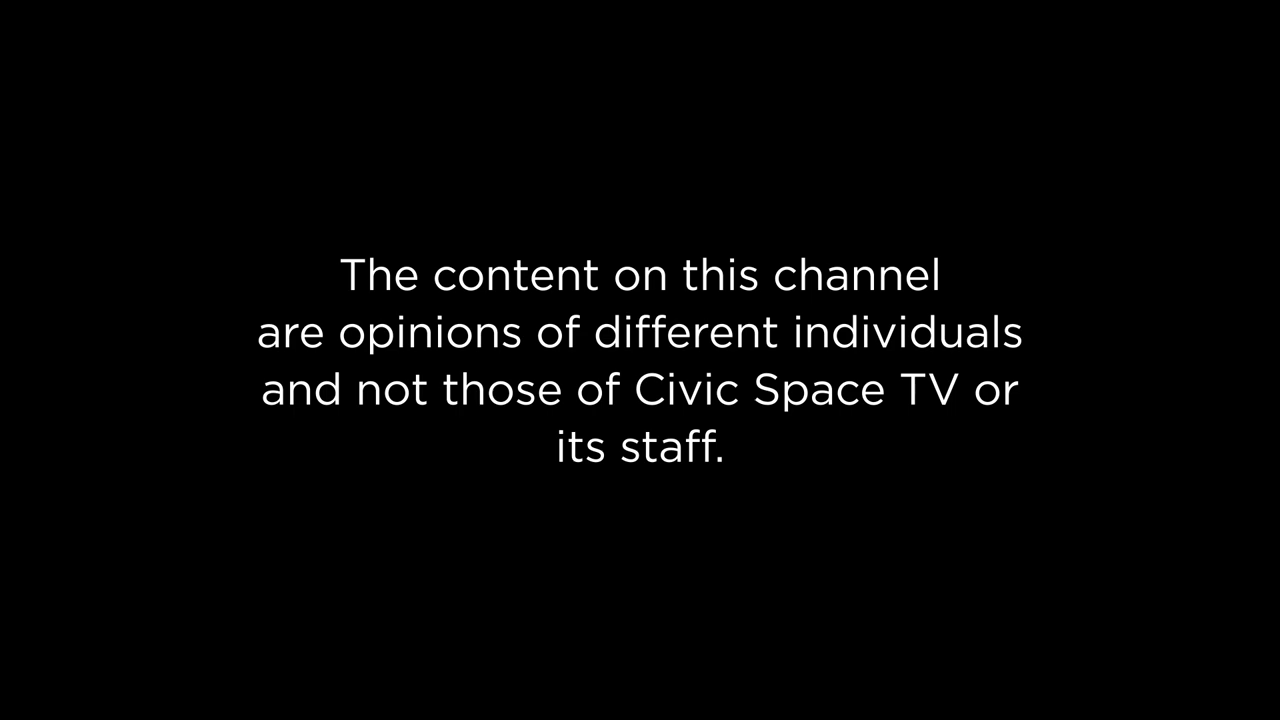 The content on this channel
are opinions of different individuals
and not those of Civic Space TV or
its staff.